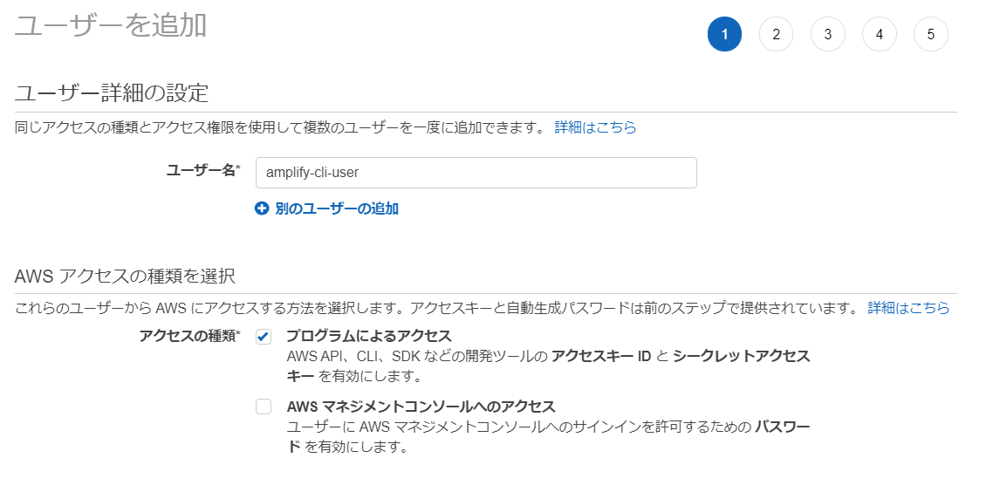 ユーザーを追加
1 2 3 4 5
ユーザー詳細の設定
同じアクセスの種類とアクセス権限を使用して複数のユーザーを一度に追加できます。 詳細はこちら
ユーザー名* amplify-cli-user
別のユーザーの追加
AWS アクセスの種類を選択
これらのユーザーから AWS にアクセスする方法を選択します。アクセスキーと自動生成パスワードは前のステップで提供されています。 詳細はこちら
アクセスの種類* プログラムによるアクセス
AWS API、CLI、SDK などの開発ツールの アクセスキー ID と シークレットアクセス
キー を有効にします。
AWS マネジメントコンソールへのアクセス
ユーザーに AWS マネジメントコンソールへのサインインを許可するための パスワー
ド を有効にします。